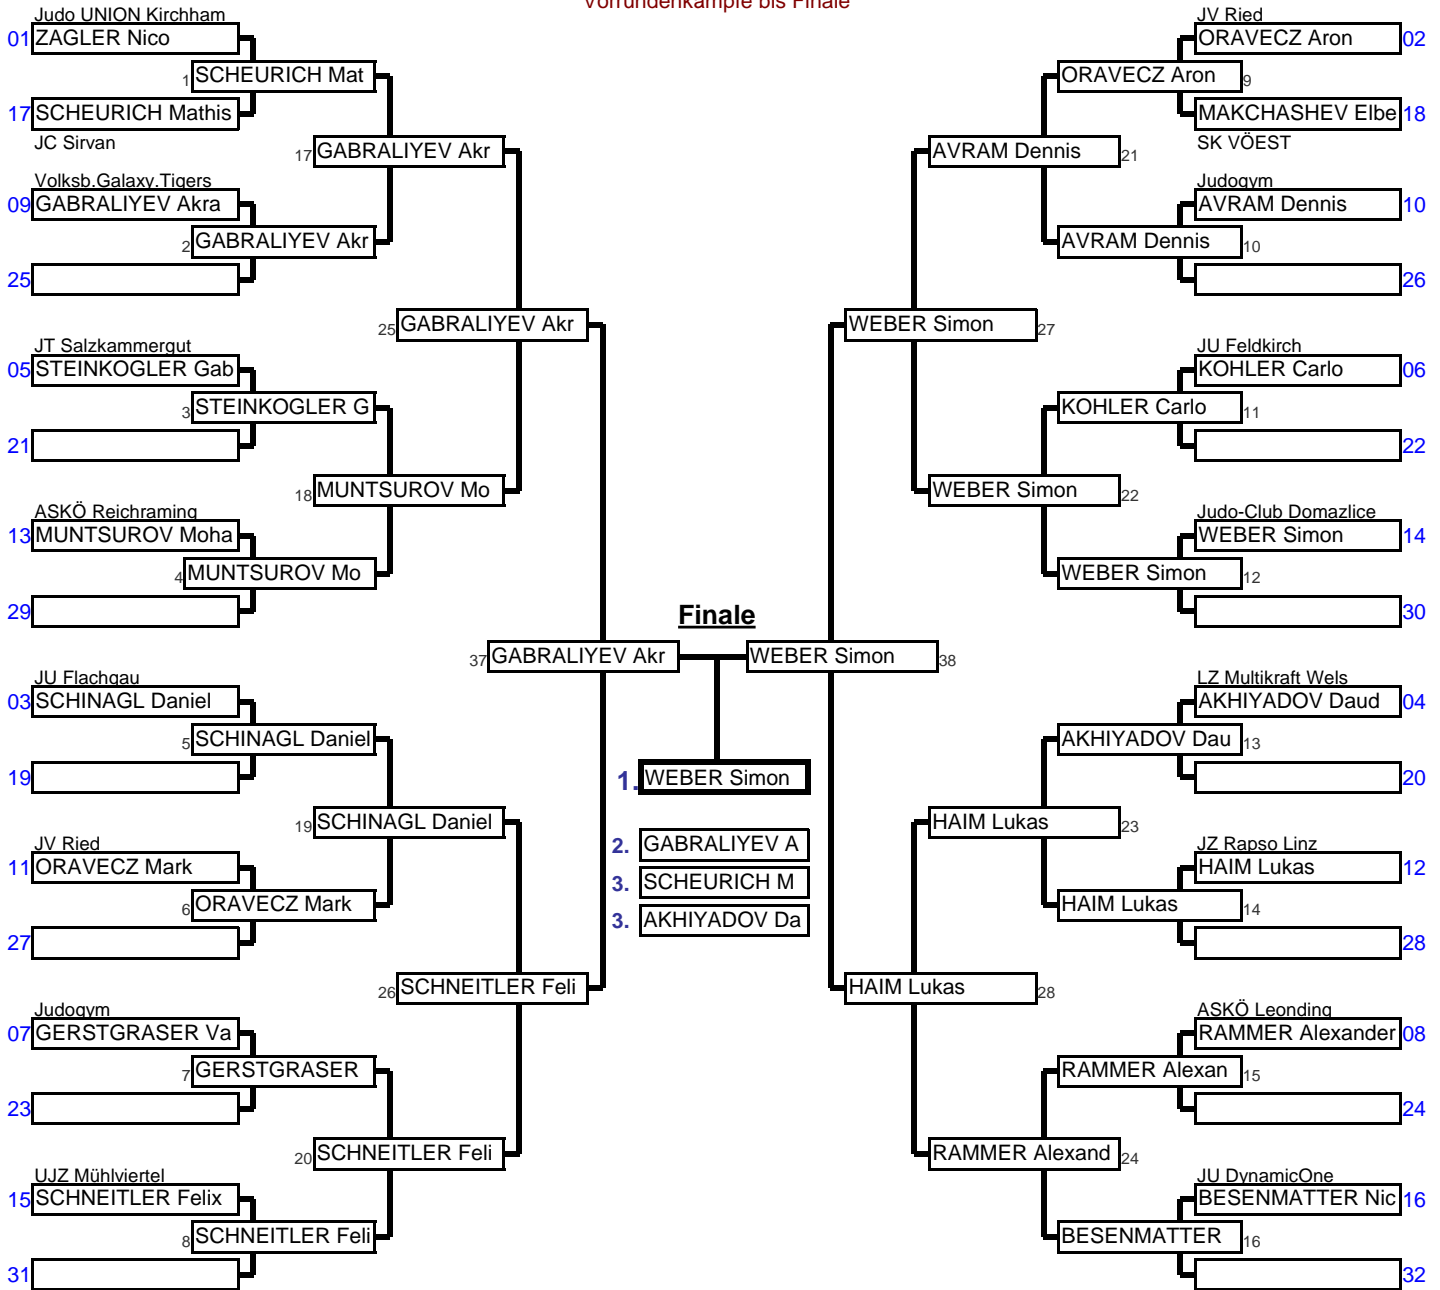 Vorrundenkämpfe bis Finale
Judo UNION Kirchham
01 ZAGLER Nico
1 SCHEURICH Mat
17 SCHEURICH Mathis
JC Sirvan
17 GABRALIYEV Akr
Volksb.Galaxy.Tigers
09 GABRALIYEV Akra
2 GABRALIYEV Akr
25
25 GABRALIYEV Akr
JT Salzkammergut
05 STEINKOGLER Gab
3 STEINKOGLER G
21
18 MUNTSUROV Mo
ASKÖ Reichraming
13 MUNTSUROV Moha
4 MUNTSUROV Mo
29
37 GABRALIYEV Akr
JU Flachgau
03 SCHINAGL Daniel
5 SCHINAGL Daniel
19
19 SCHINAGL Daniel
JV Ried
11 ORAVECZ Mark
6 ORAVECZ Mark
27
26 SCHNEITLER Feli
Judogym
07 GERSTGRASER Va
7 GERSTGRASER
23
20 SCHNEITLER Feli
UJZ Mühlviertel
15 SCHNEITLER Felix
8 SCHNEITLER Feli
31
Finale
1. WEBER Simon
2. GABRALIYEV A
3. SCHEURICH M
3. AKHIYADOV Da
JV Ried
ORAVECZ Aron 02
ORAVECZ Aron 9
MAKCHASHEV Elbe 18
SK VÖEST
AVRAM Dennis 21
Judogym
AVRAM Dennis 10
AVRAM Dennis 10
26
WEBER Simon 27
JU Feldkirch
KOHLER Carlo 06
KOHLER Carlo 11
22
WEBER Simon 22
Judo-Club Domazlice
WEBER Simon 14
WEBER Simon 12
30
WEBER Simon 38
LZ Multikraft Wels
AKHIYADOV Daud 04
AKHIYADOV Dau 13
20
HAIM Lukas 23
JZ Rapso Linz
HAIM Lukas 12
HAIM Lukas 14
28
HAIM Lukas 28
ASKÖ Leonding
RAMMER Alexander 08
RAMMER Alexan 15
24
RAMMER Alexand 24
JU DynamicOne
BESENMATTER Nic 16
BESENMATTER 16
32